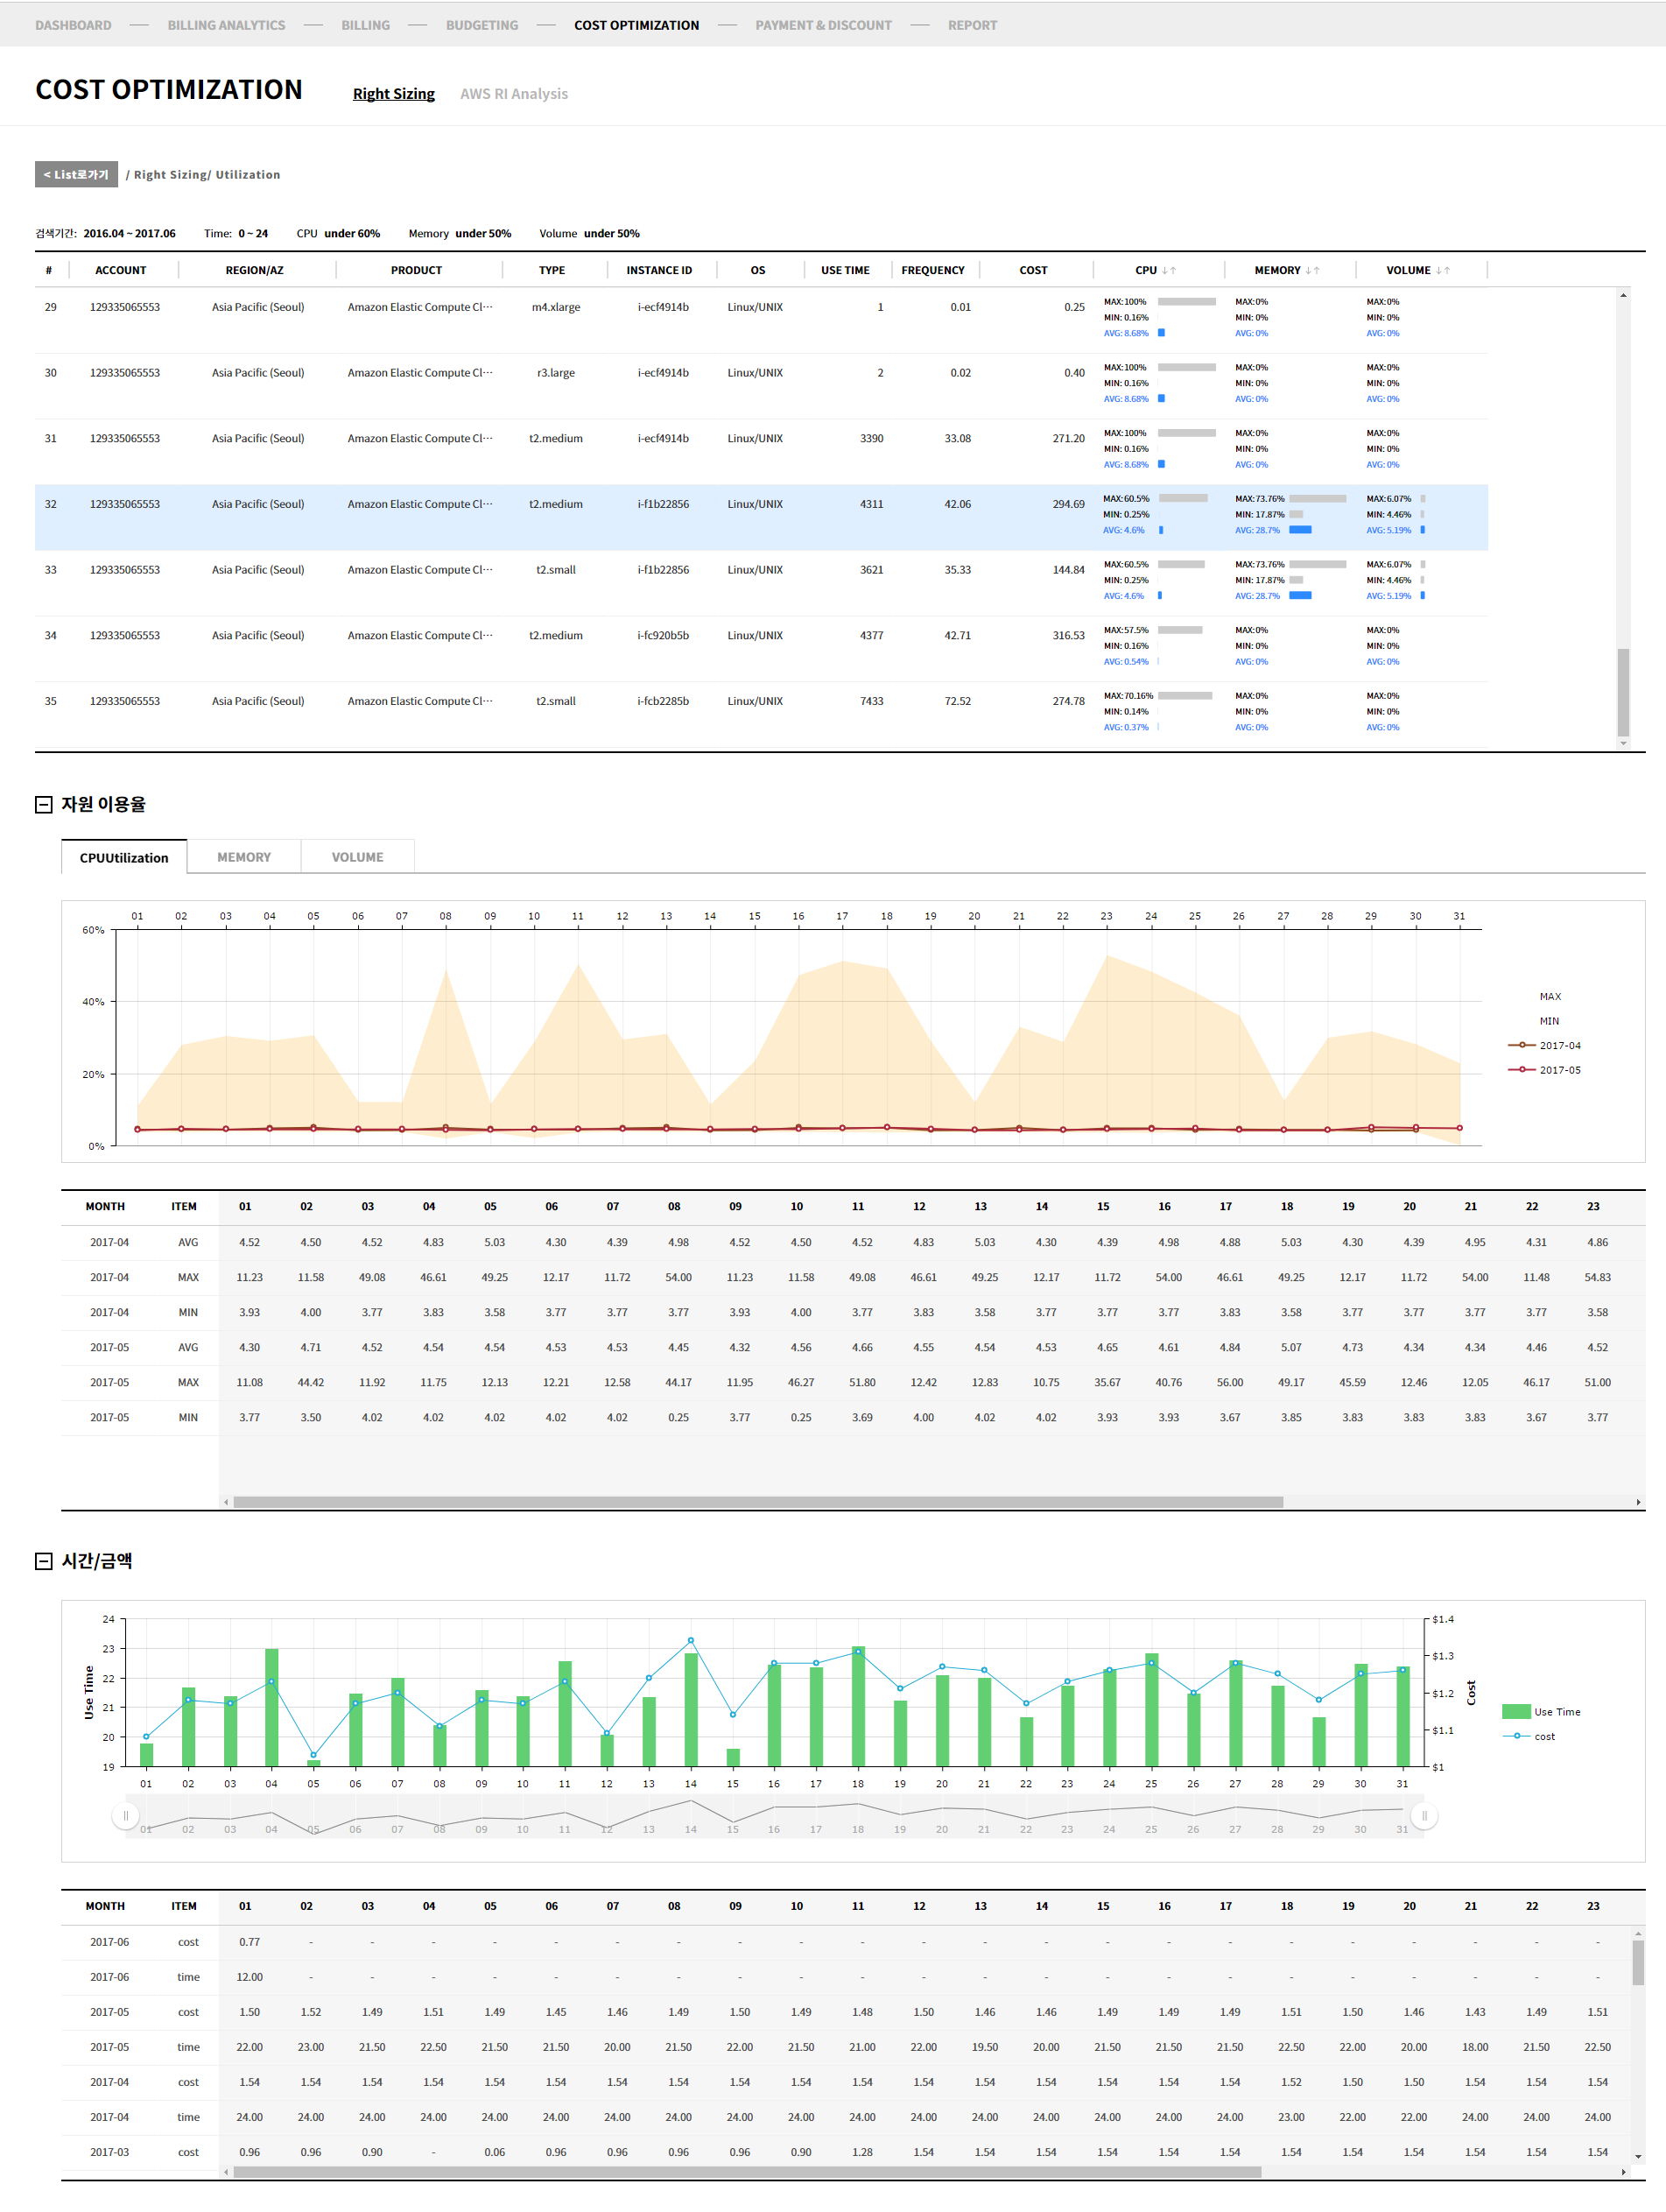 DASHBOARD — BILLING ANALYTICS — BILLING — BUDGETING — COST OPTIMIZATION — PAYMENT & DISCOUNT — REPORT
COST OPTIMIZATION Right Sizing AWS RI Analysis
< List로가기 / Right Sizing/ Utilization
검색기간: 2016.04 ~ 2017.06 Time: 0 ~ 24 CPU under 60% Memory under 50% Volume under 50%
# ACCOUNT REGION/AZ PRODUCT TYPE INSTANCE ID OS USE TIME FREQUENCY COST CPU ↓↑ MEMORY ↓↑ VOLUME ↓↑
29 129335065553 Asia Pacific (Seoul) Amazon Elastic Compute Cl··· m4.xlarge i-ecf4914b Linux/UNIX 1 0.01 0.25
MAX:100% MAX:0% MAX:0%
MIN: 0.16% MIN: 0% MIN: 0%
AVG: 8.68% AVG: 0% AVG: 0%
30 129335065553 Asia Pacific (Seoul) Amazon Elastic Compute Cl··· r3.large i-ecf4914b Linux/UNIX 2 0.02 0.40
MAX:100% MAX:0% MAX:0%
MIN: 0.16% MIN: 0% MIN: 0%
AVG: 8.68% AVG: 0% AVG: 0%
31 129335065553 Asia Pacific (Seoul) Amazon Elastic Compute Cl··· t2.medium i-ecf4914b Linux/UNIX 3390 33.08 271.20
MAX:100% MAX:0% MAX:0%
MIN: 0.16% MIN: 0% MIN: 0%
AVG: 8.68% AVG: 0% AVG: 0%
32 129335065553 Asia Pacific (Seoul) Amazon Elastic Compute Cl··· t2.medium i-f1b22856 Linux/UNIX 4311 42.06 294.69
MAX:60.5% MAX:73.76% MAX:6.07%
MIN: 0.25% MIN: 17.87% MIN: 4.46%
AVG: 4.6% AVG: 28.7% AVG: 5.19%
33 129335065553 Asia Pacific (Seoul) Amazon Elastic Compute Cl··· t2.small i-f1b22856 Linux/UNIX 3621 35.33 144.84
MAX:60.5% MAX:73.76% MAX:6.07%
MIN: 0.25% MIN: 17.87% MIN: 4.46%
AVG: 4.6% AVG: 28.7% AVG: 5.19%
34 129335065553 Asia Pacific (Seoul) Amazon Elastic Compute Cl··· t2.medium i-fc920b5b Linux/UNIX 4377 42.71 316.53
MAX:57.5% MAX:0% MAX:0%
MIN: 0.16% MIN: 0% MIN: 0%
AVG: 0.54% AVG: 0% AVG: 0%
35 129335065553 Asia Pacific (Seoul) Amazon Elastic Compute Cl··· t2.small i-fcb2285b Linux/UNIX 7433 72.52 274.78
MAX:70.16% MAX:0% MAX:0%
MIN: 0.14% MIN: 0% MIN: 0%
AVG: 0.37% AVG: 0% AVG: 0%
자원 이용율
CPUUtilization MEMORY VOLUME
01 02 03 04 05 06 07 08 09 10 11 12 13 14 15 16 17 18 19 20 21 22 23 24 25 26 27 28 29 30 31
60%
40%
20%
0%
MAX
MIN
2017-04
2017-05
MONTH ITEM 01 02 03 04 05 06 07 08 09 10 11 12 13 14 15 16 17 18 19 20 21 22 23
2017-04 AVG 4.52 4.50 4.52 4.83 5.03 4.30 4.39 4.98 4.52 4.50 4.52 4.83 5.03 4.30 4.39 4.98 4.88 5.03 4.30 4.39 4.95 4.31 4.86
2017-04 MAX 11.23 11.58 49.08 46.61 49.25 12.17 11.72 54.00 11.23 11.58 49.08 46.61 49.25 12.17 11.72 54.00 46.61 49.25 12.17 11.72 54.00 11.48 54.83
2017-04 MIN 3.93 4.00 3.77 3.83 3.58 3.77 3.77 3.77 3.93 4.00 3.77 3.83 3.58 3.77 3.77 3.77 3.83 3.58 3.77 3.77 3.77 3.77 3.58
2017-05 AVG 4.30 4.71 4.52 4.54 4.54 4.53 4.53 4.45 4.32 4.56 4.66 4.55 4.54 4.53 4.65 4.61 4.84 5.07 4.73 4.34 4.34 4.46 4.52
2017-05 MAX 11.08 44.42 11.92 11.75 12.13 12.21 12.58 44.17 11.95 46.27 51.80 12.42 12.83 10.75 35.67 40.76 56.00 49.17 45.59 12.46 12.05 46.17 51.00
2017-05 MIN 3.77 3.50 4.02 4.02 4.02 4.02 4.02 0.25 3.77 0.25 3.69 4.00 4.02 4.02 3.93 3.93 3.67 3.85 3.83 3.83 3.83 3.67 3.77
시간/금액
24
23
22
21
20
19
Use Time
$1.4
$1.3
$1.2
$1.1
$1
Cost
Use Time
cost
01 02 03 04 05 06 07 08 09 10 11 12 13 14 15 16 17 18 19 20 21 22 23 24 25 26 27 28 29 30 31
01 02 03 04 05 06 07 08 09 10 11 12 13 14 15 16 17 18 19 20 21 22 23 24 25 26 27 28 29 30 31
MONTH ITEM 01 02 03 04 05 06 07 08 09 10 11 12 13 14 15 16 17 18 19 20 21 22 23
2017-06 cost 0.77 - - - - - - - - - - - - - - - - - - - - - -
2017-06 time 12.00 - - - - - - - - - - - - - - - - - - - - - -
2017-05 cost 1.50 1.52 1.49 1.51 1.49 1.45 1.46 1.49 1.50 1.49 1.48 1.50 1.46 1.46 1.49 1.49 1.49 1.51 1.50 1.46 1.43 1.49 1.51
2017-05 time 22.00 23.00 21.50 22.50 21.50 21.50 20.00 21.50 22.00 21.50 21.00 22.00 19.50 20.00 21.50 21.50 21.50 22.50 22.00 20.00 18.00 21.50 22.50
2017-04 cost 1.54 1.54 1.54 1.54 1.54 1.54 1.54 1.54 1.54 1.54 1.54 1.54 1.54 1.54 1.54 1.54 1.54 1.52 1.50 1.50 1.54 1.54 1.54
2017-04 time 24.00 24.00 24.00 24.00 24.00 24.00 24.00 24.00 24.00 24.00 24.00 24.00 24.00 24.00 24.00 24.00 24.00 23.00 22.00 22.00 24.00 24.00 24.00
2017-03 cost 0.96 0.96 0.90 - 0.06 0.96 0.96 0.96 0.96 0.90 1.28 1.54 1.54 1.54 1.54 1.54 1.54 1.54 1.54 1.54 1.54 1.54 1.54